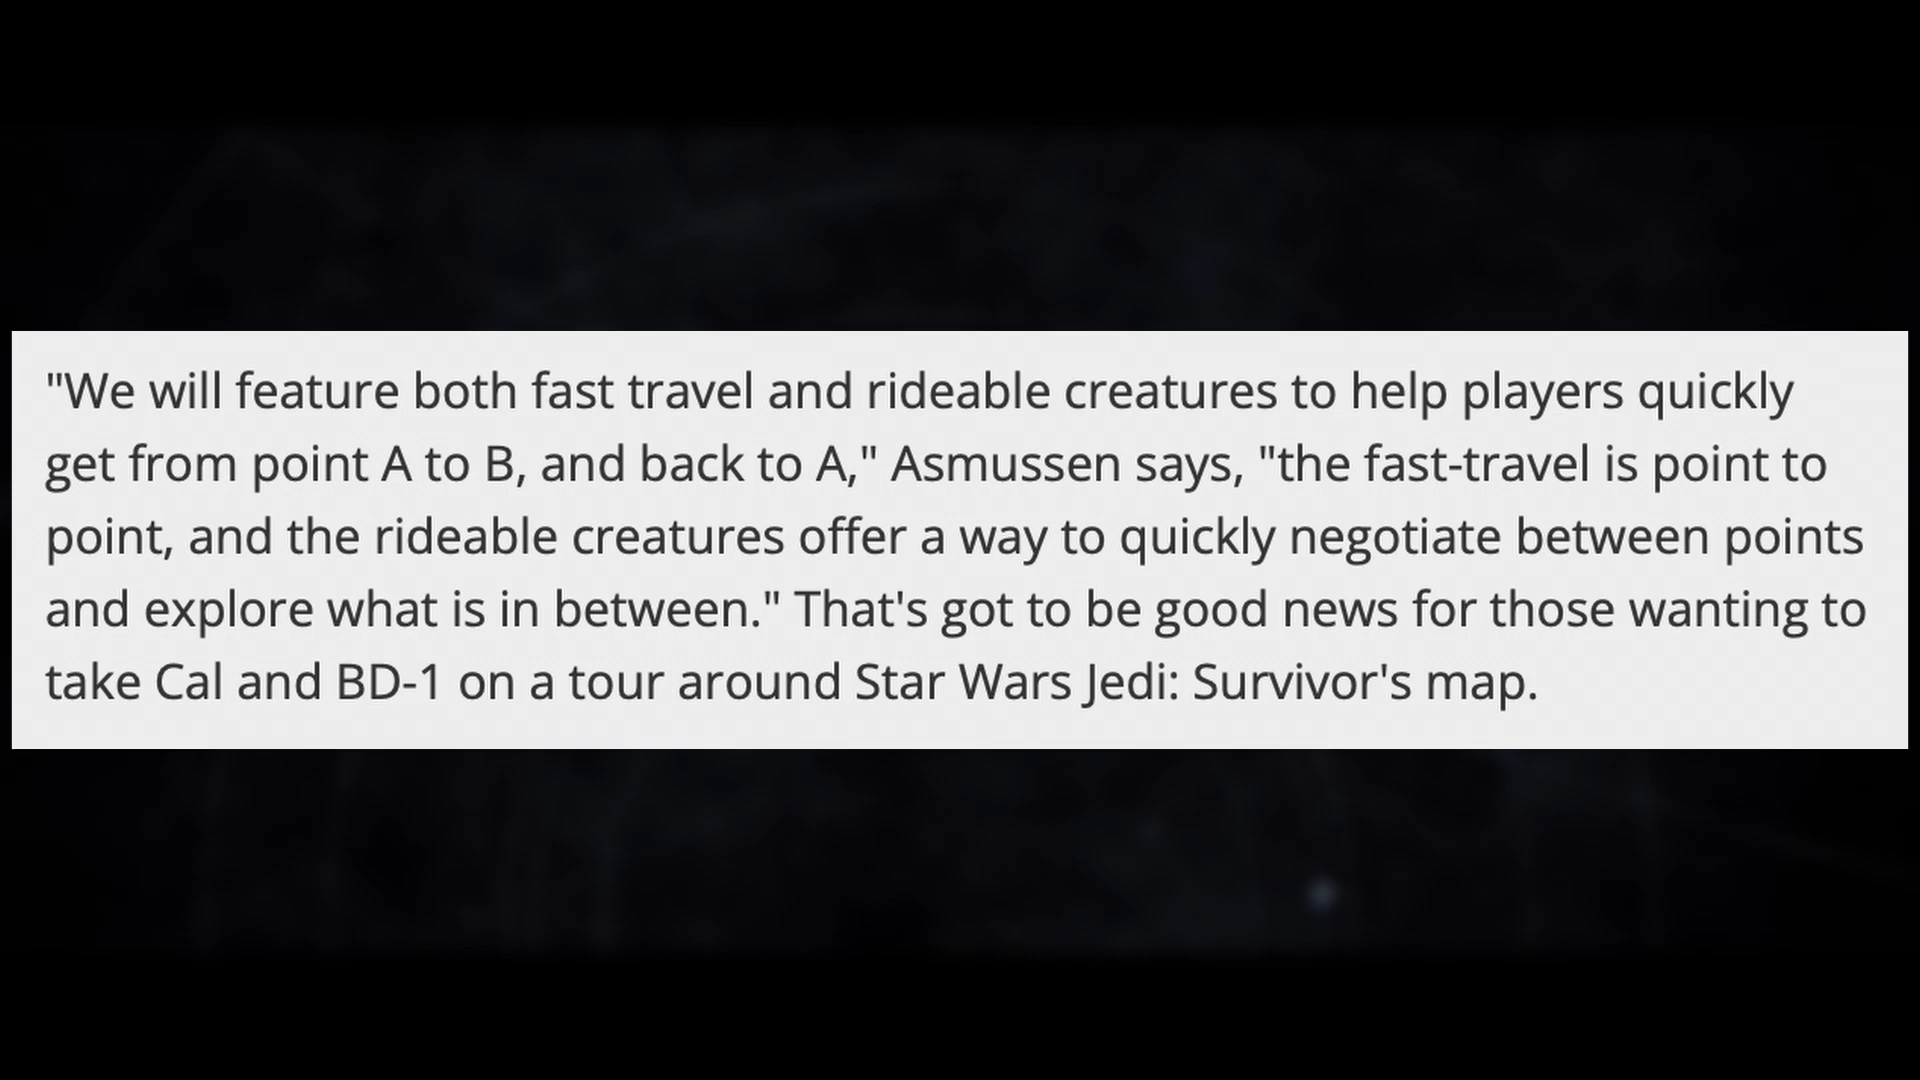 "We will feature both fast travel and rideable creatures to help players quickly
get from point A to B, and back to A," Asmussen says, "the fast-travel is point to
point, and the rideable creatures offer a way to quickly negotiate between points
and explore what is in between." That's got to be good news for those wanting to
take Cal and BD-1 on a tour around Star Wars Jedi: Survivor's map.